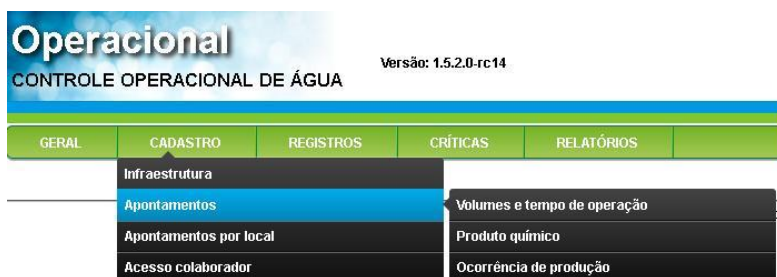 Operacional
CONTROLE OPERACIONAL DE ÁGUA
Versão: 1.5.2.0-rc14
GERAL CADASTRO REGISTROS CRÍTICAS RELATÓRIOS
Infraestrutura
Apontamentos Volumes e tempo de operação
Apontamentos por local Produto químico
Acesso colaborador Ocorrência de produção